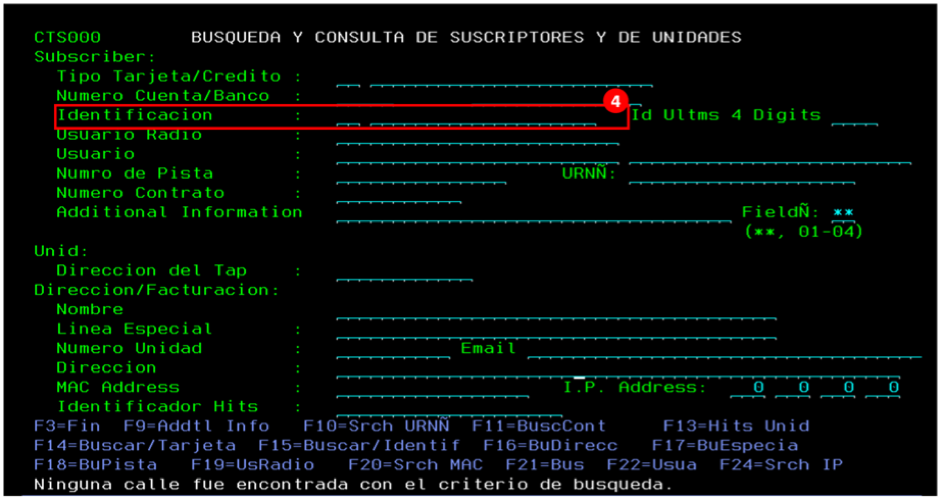 CTS000 BUSQUEDA Y CONSULTA DE SUSCRIPTORES Y DE UNIDADES
Subscriber:
Tipo Tarjeta/Credito :
Numero Cuenta/Banco :
4
Identificacion : Id Ultms 4 Digits
Usuario Radio :
Usuario :
Numro de Pista : URNÑ:
Numero Contrato :
Additional Information FieldÑ: **
(**, 01-04)
Unid:
Direccion del Tap :
Direccion/Facturacion:
Nombre
Linea Especial :
Numero Unidad : Email
Direccion :
MAC Address : I.P. Address: 0 0 0 0
Identificador Hits :
F3=Fin F9=Addtl Info F10=Srch URNÑ F11=BuscCont F13=Hits Unid
F14=Buscar/Tarjeta F15=Buscar/Identif F16=BuDirecc F17=BuEspecia
F18=BuPista F19=UsRadio F20=Srch MAC F21=Bus F22=Usua F24=Srch IP
Ninguna calle fue encontrada con el criterio de busqueda.